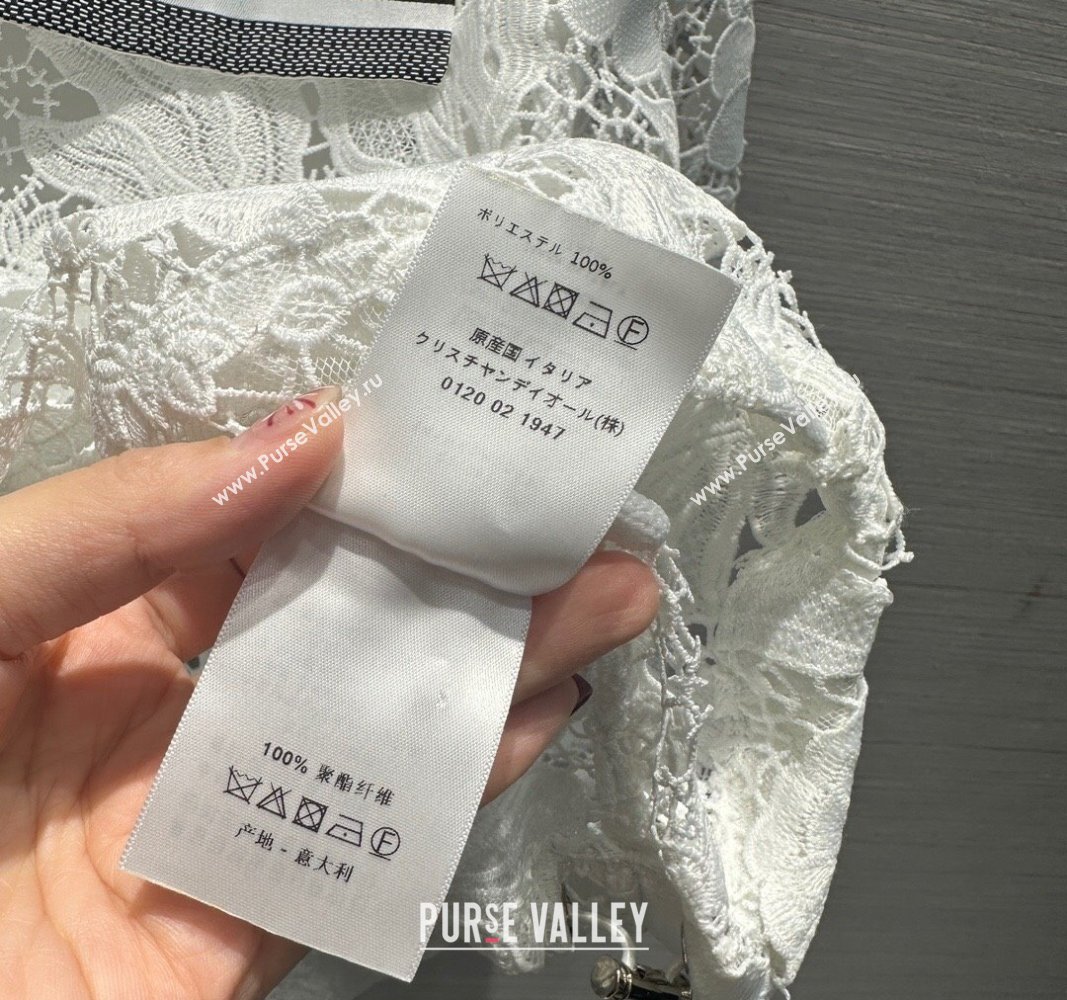 ポリエステル 100%
F
原産国イタリア
クリスチャンディオール(株)
0120 02 1947
www.PurseValley.ru
www.PurseValley.ru
100% 聚酯纤维
F
产地 - 意大利
PURSE VALLEY